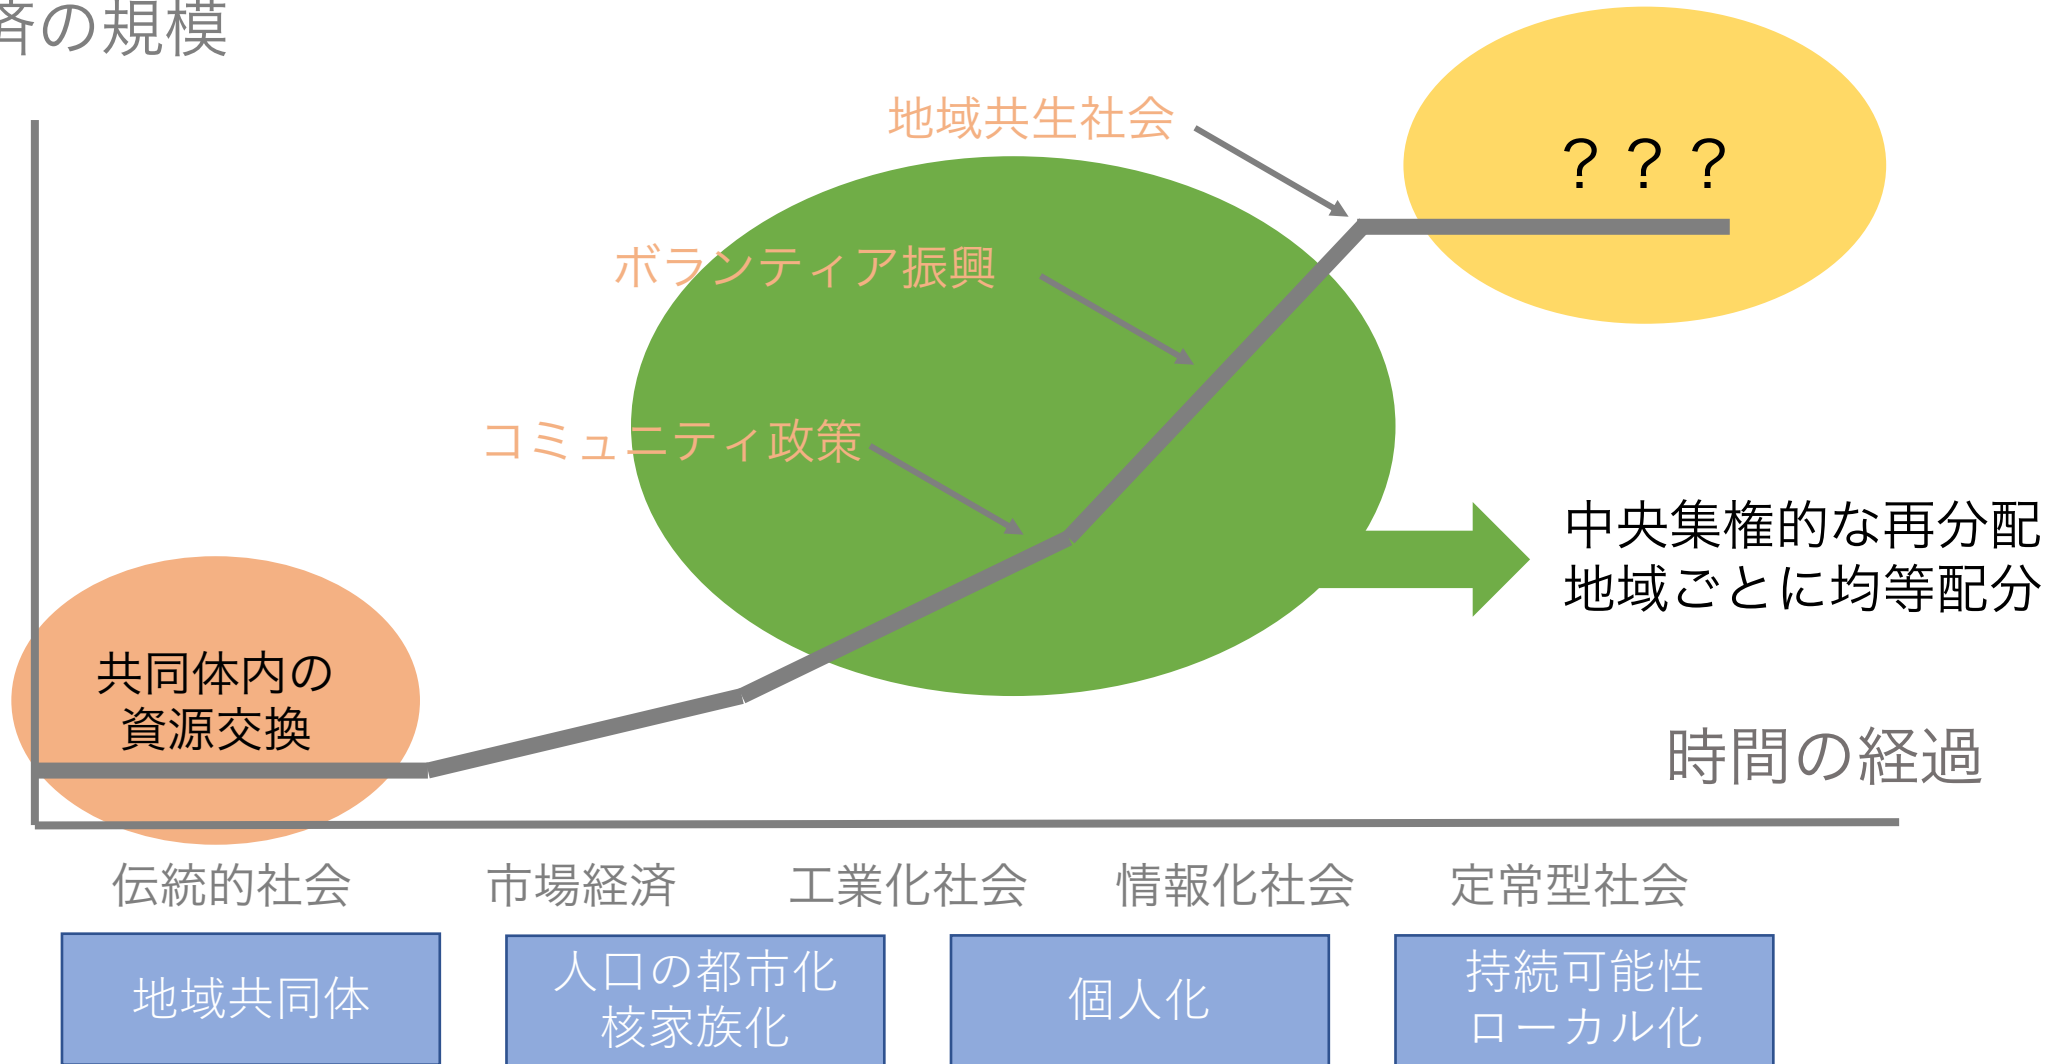 済の規模
地域共生社会
？？？
ボランティア振興
コミュニティ政策
中央集権的な再分配
地域ごとに均等配分
共同体内の
資源交換
時間の経過
伝統的社会
市場経済
工業化社会
情報化社会
定常型社会
地域共同体
人口の都市化
核家族化
個人化
持続可能性
ローカル化